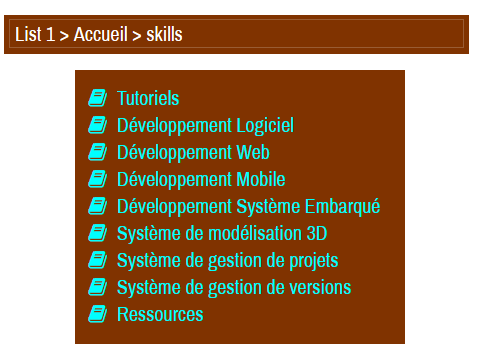 List 1 > Accueil > skills
Tutoriels
Développement Logiciel
Développement Web
Développement Mobile
Développement Système Embarqué
Système de modélisation 3D
Système de gestion de projets
Système de gestion de versions
Ressources